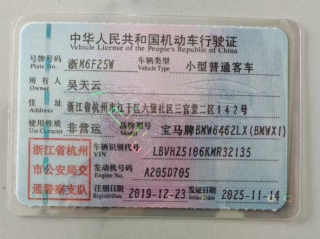 中华人民共和国机动车行驶证
Vehicle License of the People's Republic of China
号牌号码 浙M6F25W 车辆类型 小型普通客车
Plate No. Vehicle Type
所有人 吴天云
Owner
住址 浙江省杭州市江干区六堡社区三官堂二区142号
Address
使用性质 非营运 品牌型号 宝马牌BMW6462LX(BMWX1)
Use Character Model
浙江省杭州 车辆识别代号 LBVHZ5106KMR32135
VIN
市公安局交 发动机号码 A205D705
Engine No.
通警察支队 注册日期 2019-12-23 发证日期 2025-11-14
Register Date Issue Date